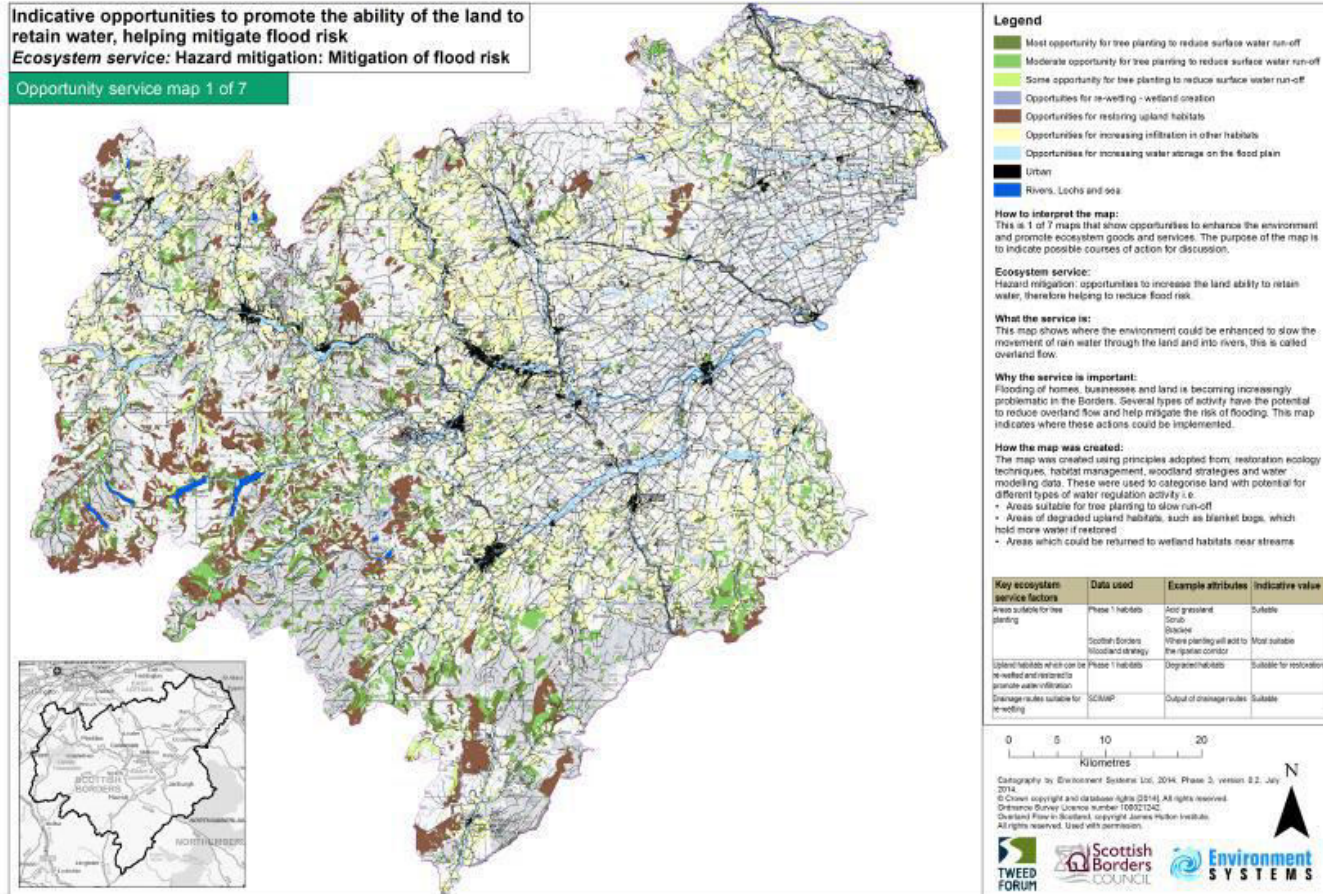 Indicative opportunities to promote the ability of the land to
retain water, helping mitigate flood risk
Ecosystem service: Hazard mitigation: Mitigation of flood risk
Opportunity service map 1 of 7
Legend
Most opportunity for tree planting to reduce surface water run-off
Moderate opportunity for tree planting to reduce surface water run-off
Some opportunity for tree planting to reduce surface water run-off
Opportuities for re-wetting - wetland creation
Opportunities for restoring upland habitats
Opportunities for increasing infiltration in other habitats
Opportunities for increasing water storage on the flood plain
Urban
Rivers, Lochs and sea
How to interpret the map:
This is 1 of 7 maps that show opportunities to enhance the environment
and promote ecosystem goods and services. The purpose of the map is
to indicate possible courses of action for discussion.
Ecosystem service:
Hazard mitigation: opportunities to increase the land ability to retain
water, therefore helping to reduce flood risk.
What the service is:
This map shows where the environment could be enhanced to slow the
movement of rain water through the land and into rivers, this is called
overland flow.
Why the service is important:
Flooding of homes, businesses and land is becoming increasingly
problematic in the Borders. Several types of activity have the potential
to reduce overland flow and help mitigate the risk of flooding. This map
indicates where these actions could be implemented.
How the map was created:
The map was created using principles adopted from; restoration ecology
techniques, habitat management, woodland strategies and water
modelling data. These were used to categorise land with potential for
different types of water regulation activity i.e.
• Areas suitable for tree planting to slow run-off
• Areas of degraded upland habitats, such as blanket bogs, which
hold more water if restored
• Areas which could be returned to wetland habitats near streams
Key ecosystem service factors Data used Example attributes Indicative value
Areas suitable for tree planting Phase 1 habitats Acid grassland Suitable
Scrub
Bracken
Scottish Borders Woodland strategy Where planting will add to the riparian corridor Most suitable
Upland habitats which can be re-wetted and restored to promote water infiltration Phase 1 habitats Degraded habitats Suitable for restoration
Drainage routes suitable for re-wetting SCIMAP Output of drainage routes Suitable
0 5 10 20
Kilometres
N
Cartography by Environment Systems Ltd, 2014. Phase 3, version 0.2, July
2014.
© Crown copyright and database rights [2014]. All rights reserved.
Ordnance Survey Licence number 100021242.
Overland Flow in Scotland, copyright James Hutton Institute.
All rights reserved. Used with permission.
TWEED
FORUM
Scottish
Borders
COUNCIL
Environment
SYSTEMS
SCOTTISH
BORDERS
Hawick
Jedburgh